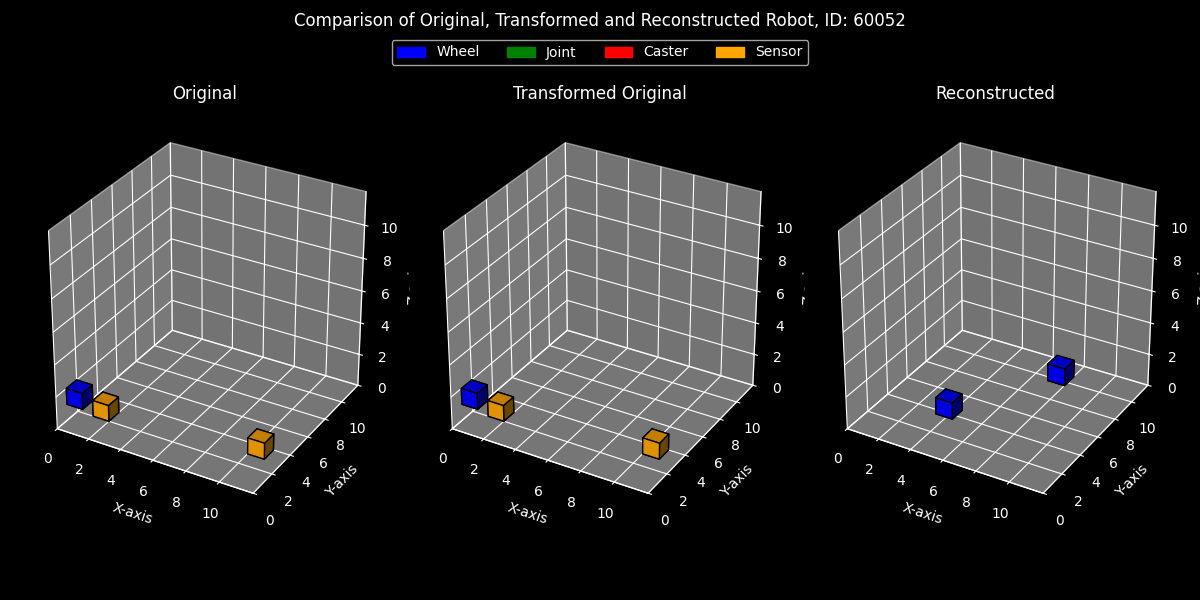 Comparison of Original, Transformed and Reconstructed Robot, ID: 60052
Wheel Joint Caster Sensor
Original Transformed Original Reconstructed
10 10 10
8 8 8
6 6 6
4 4 4
2 2 2
0 0 0
10 10 10
8 8 8
6 6 6
4 4 4
2 2 2
0 0 0
0 2 4 6 8 10 0 2 4 6 8 10 0 2 4 6 8 10
X-axis Y-axis X-axis Y-axis X-axis Y-axis